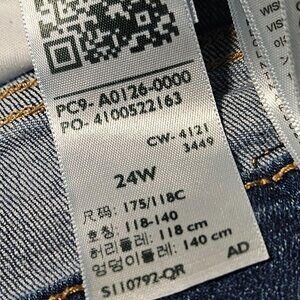 PC9- A0126-0000
PO- 4100522163
CW- 4121
3449
24W
尺码: 175/118C
호칭: 118-140
허리둘레: 118 cm
엉덩이둘레: 140 cm
AD
S110792-QR